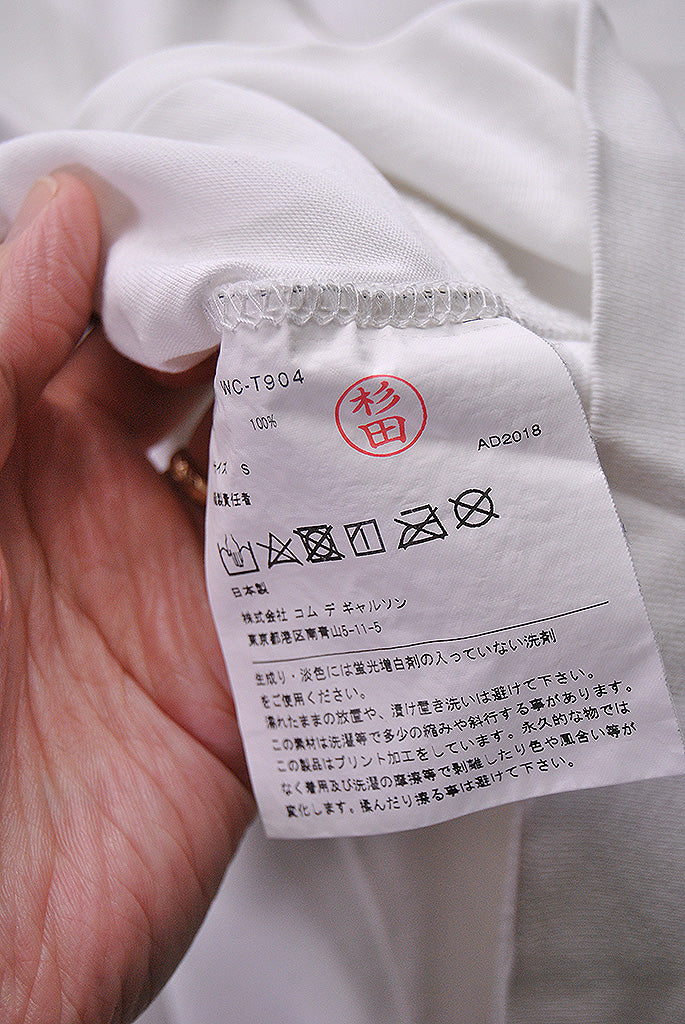 WC-T904
100%
杉田
AD2018
イズ S
製責任者
日本製
株式会社 コム デ ギャルソン
東京都港区南青山5-11-5
生成り・淡色には蛍光増白剤の入っていない洗剤
をご使用ください。
濡れたままの放置や、漬け置き洗いは避けて下さい。
この素材は洗濯等で多少の縮みや斜行する事があります。
この製品はプリント加工をしています。永久的な物では
なく着用及び洗濯の摩擦等で剥離したり色や風合い等が
変化します。揉んだり擦る事は避けて下さい。